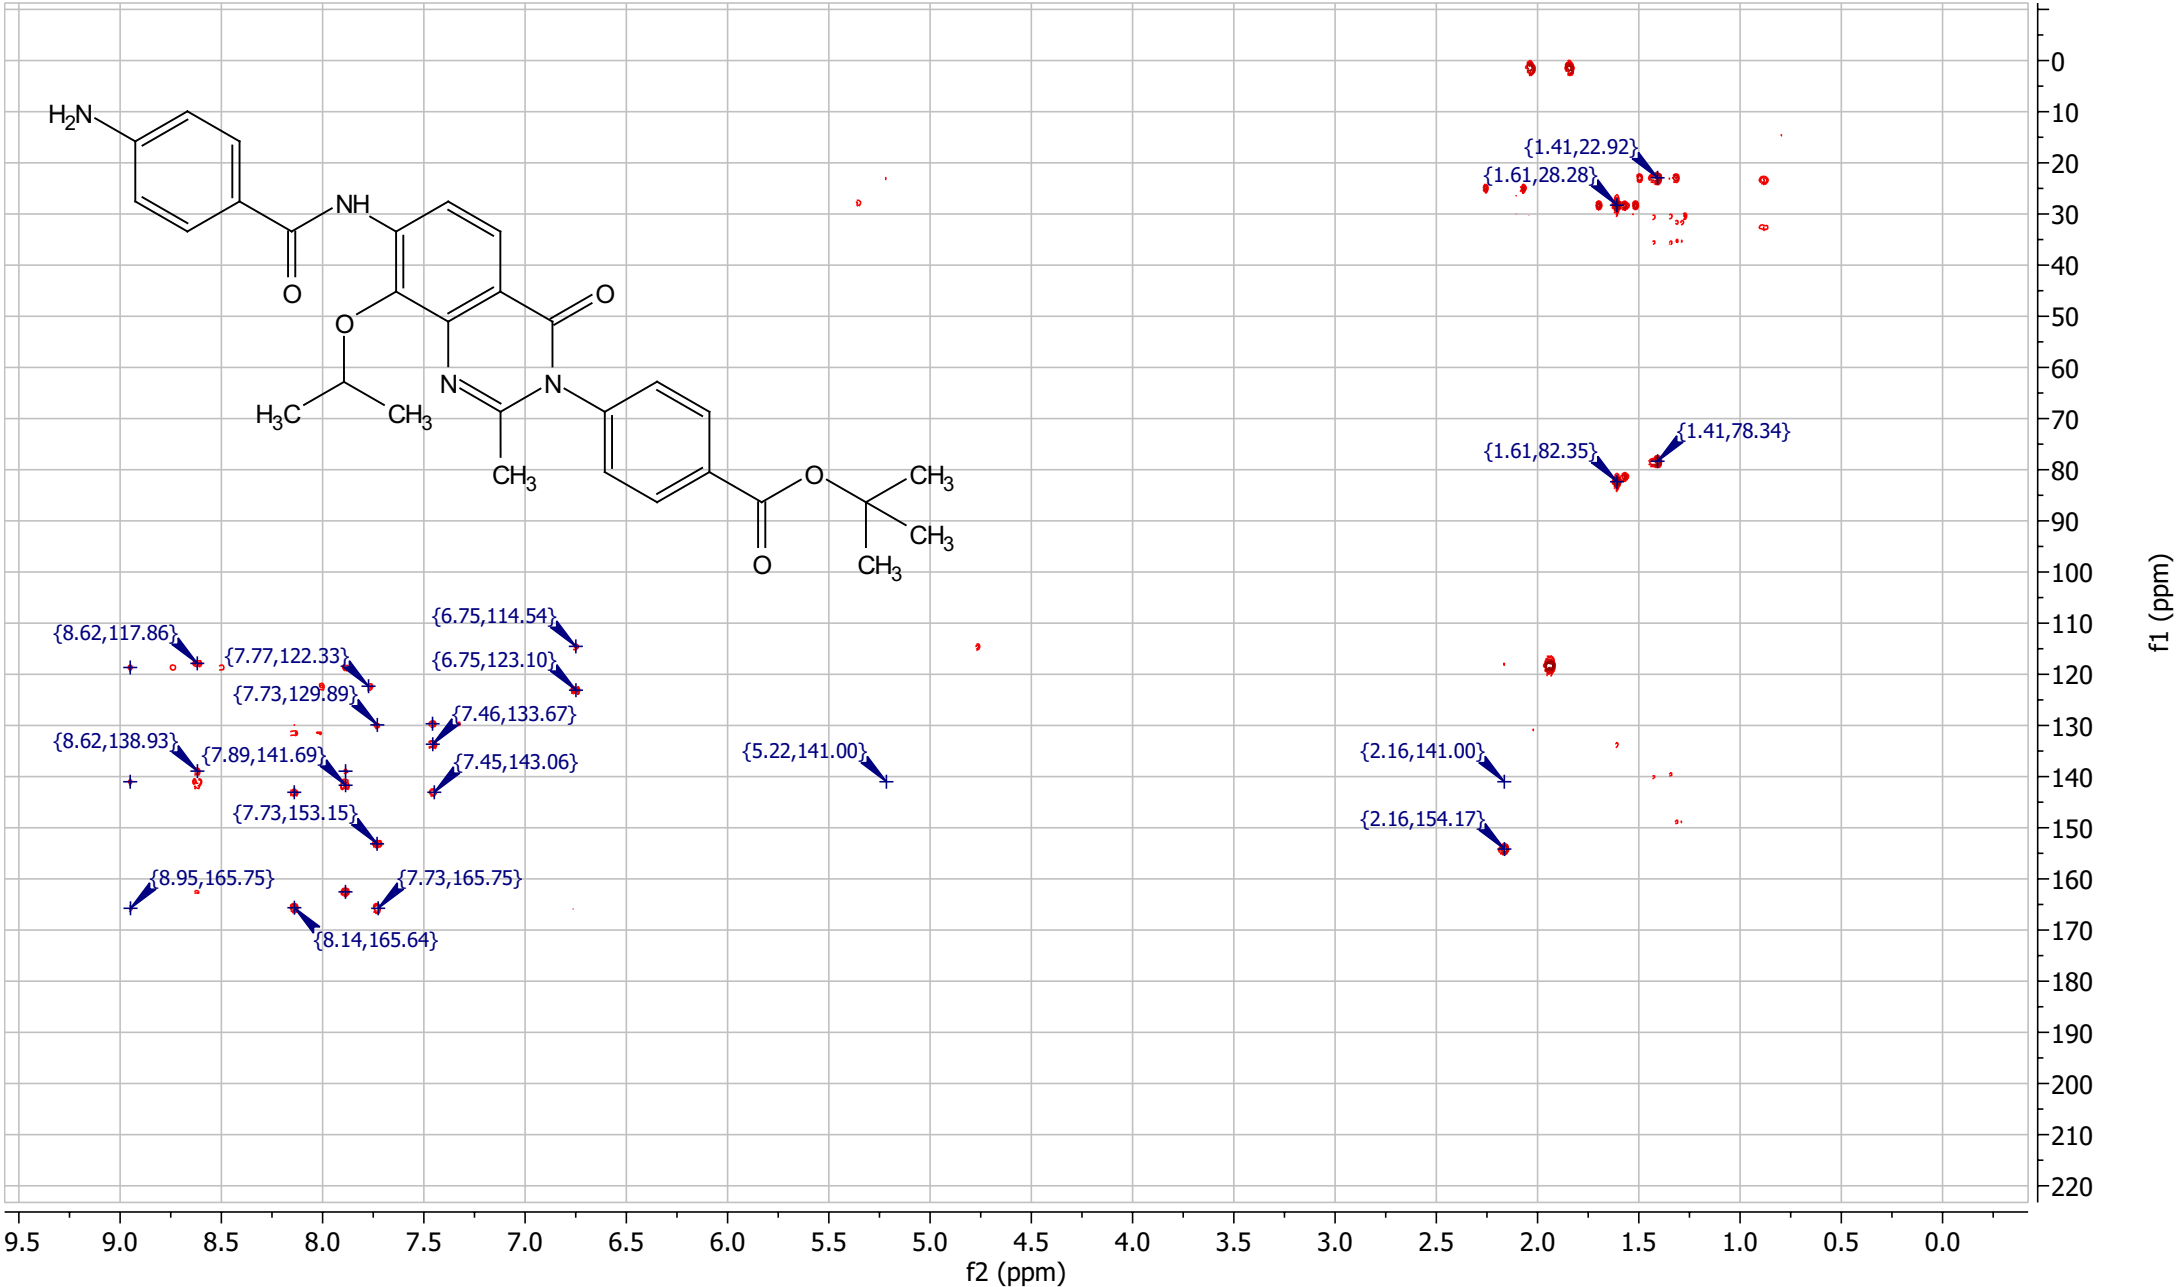 0
10
H2N
{1.41,22.92}
20
{1.61,28.28}
30
NH
40
O
O
50
O
60
N
N
H3C
CH3
70
{1.61,82.35}
{1.41,78.34}
CH3
O
CH3
80
90
CH3
O
CH3
100
f1 (ppm)
{6.75,114.54}
110
{8.62,117.86}
{7.77,122.33}
{6.75,123.10}
120
{7.73,129.89}
{7.46,133.67}
130
{8.62,138.93}
{7.89,141.69}
{7.45,143.06}
{5.22,141.00}
{2.16,141.00}
140
{7.73,153.15}
{2.16,154.17}
150
{8.95,165.75}
{7.73,165.75}
160
{8.14,165.64}
170
180
190
200
210
220
9.5 9.0 8.5 8.0 7.5 7.0 6.5 6.0 5.5 5.0 4.5 4.0 3.5 3.0 2.5 2.0 1.5 1.0 0.5 0.0
f2 (ppm)